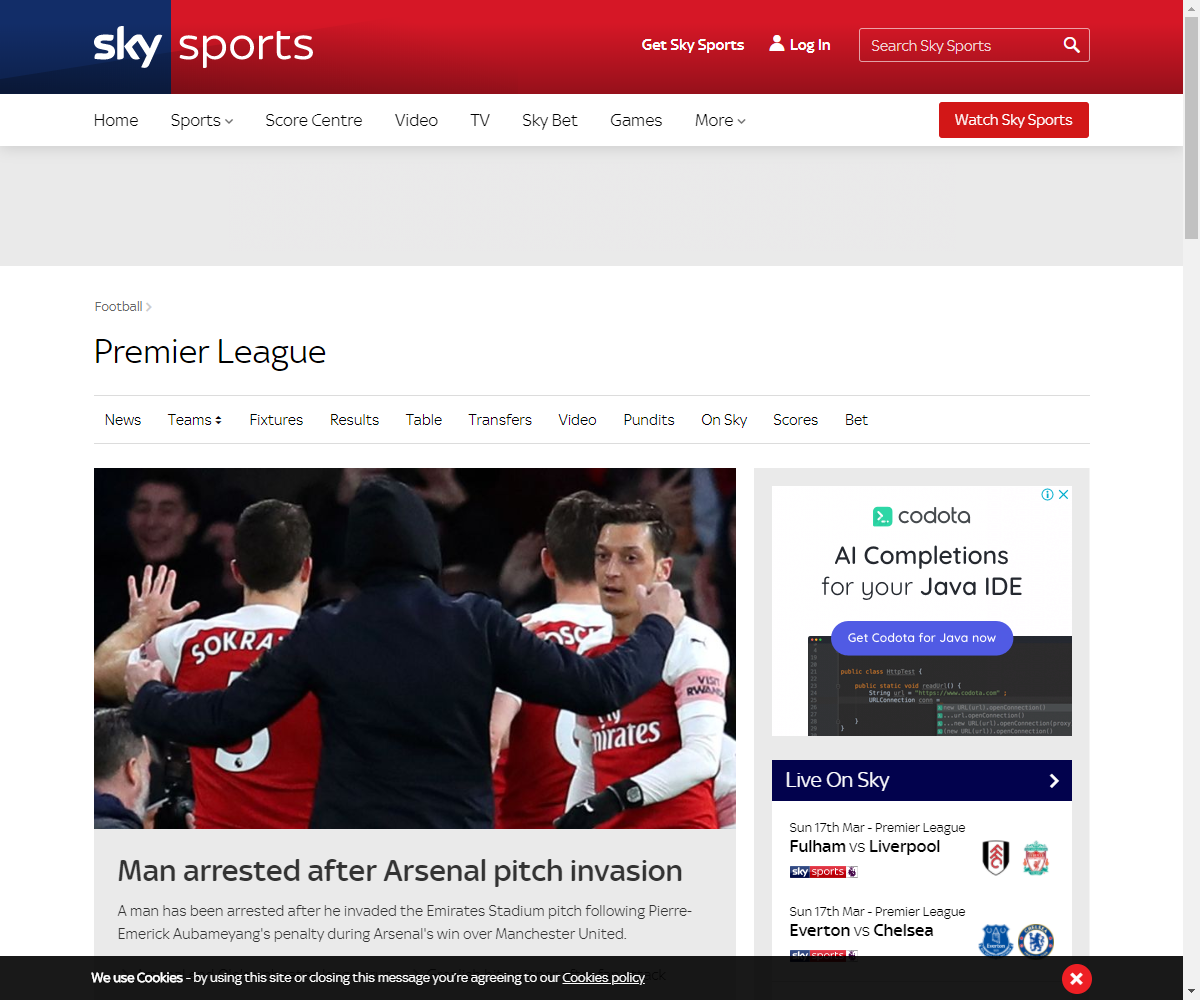 sky sports
Get Sky Sports
Log In
Search Sky Sports
Home
Sports
Score Centre
Video
TV
Sky Bet
Games
More
Watch Sky Sports
Football
Premier League
News
Teams
Fixtures
Results
Table
Transfers
Video
Pundits
On Sky
Scores
Bet
SOKRA
5
VISIT
RWANDA
Fly
Emirates
Man arrested after Arsenal pitch invasion
A man has been arrested after he invaded the Emirates Stadium pitch following Pierre-
Emerick Aubameyang's penalty during Arsenal's win over Manchester United.
codota
AI Completions
for your Java IDE
Get Codota for Java now
public class HttpTest {
public static void readUrl() {
String url = "https://www.codota.com" ;
URLConnection conn =
new URL(url).openConnection()
...url.openConnection()
...new URL(url).openConnection(proxy
(new URL(url)).openConnection()
}
}
Live On Sky
Sun 17th Mar - Premier League
Fulham vs Liverpool
sky sports
Sun 17th Mar - Premier League
Everton vs Chelsea
sky sports
Everton
We use Cookies - by using this site or closing this message you're agreeing to our Cookies policy